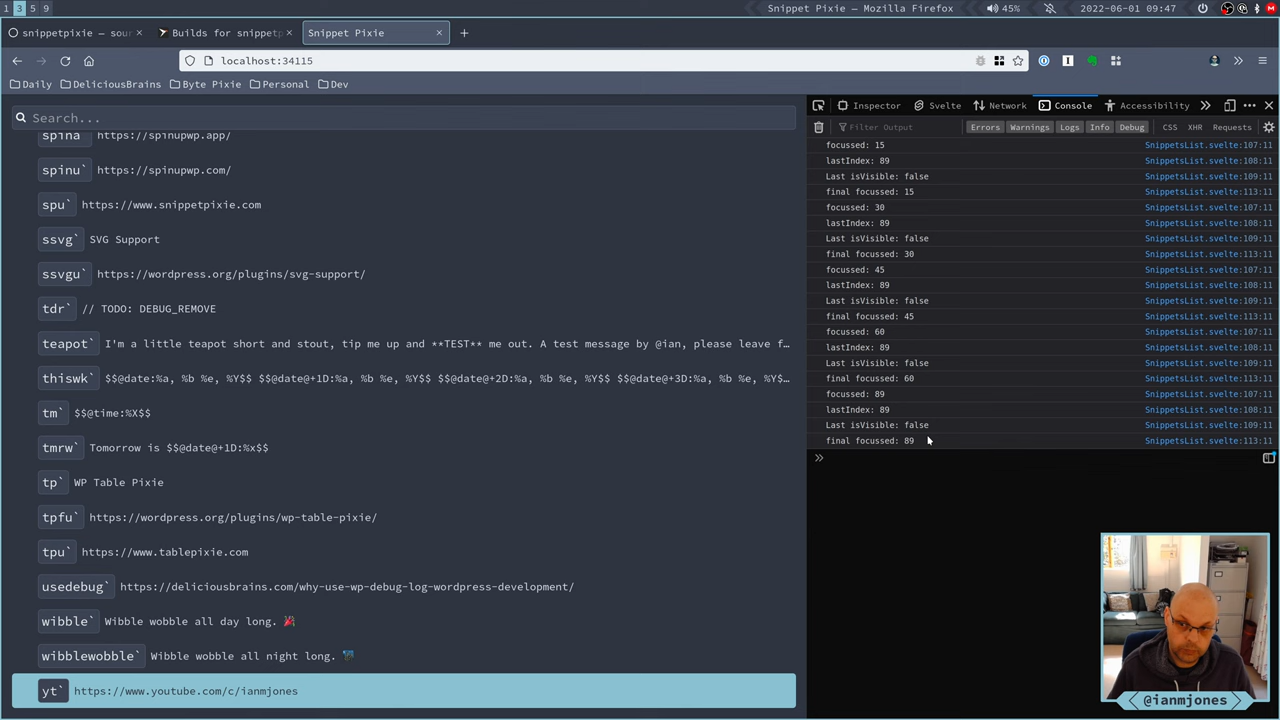 1 3 5 9
Snippet Pixie — Mozilla Firefox
45%
2022-06-01 09:47
snippetpixie — sour
Builds for snippetp
Snippet Pixie
localhost:34115
Daily
DeliciousBrains
Byte Pixie
Personal
Dev
Search...
spina https://spinupwp.app/
spinu` https://spinupwp.com/
spu` https://www.snippetpixie.com
ssvg` SVG Support
ssvgu` https://wordpress.org/plugins/svg-support/
tdr` // TODO: DEBUG_REMOVE
teapot` I'm a little teapot short and stout, tip me up and **TEST** me out. A test message by @ian, please leave f…
thiswk` $$@date:%a, %b %e, %Y$$ $$@date@+1D:%a, %b %e, %Y$$ $$@date@+2D:%a, %b %e, %Y$$ $$@date@+3D:%a, %b %e, %Y$…
tm` $$@time:%X$$
tmrw` Tomorrow is $$@date@+1D:%x$$
tp` WP Table Pixie
tpfu` https://wordpress.org/plugins/wp-table-pixie/
tpu` https://www.tablepixie.com
usedebug` https://deliciousbrains.com/why-use-wp-debug-log-wordpress-development/
wibble` Wibble wobble all day long. 🎉
wibblewobble` Wibble wobble all night long.
yt` https://www.youtube.com/c/ianmjones
Inspector
Svelte
Network
Console
Accessibility
Filter Output
Errors
Warnings
Logs
Info
Debug
CSS
XHR
Requests
focussed: 15 SnippetsList.svelte:107:11
lastIndex: 89 SnippetsList.svelte:108:11
Last isVisible: false SnippetsList.svelte:109:11
final focussed: 15 SnippetsList.svelte:113:11
focussed: 30 SnippetsList.svelte:107:11
lastIndex: 89 SnippetsList.svelte:108:11
Last isVisible: false SnippetsList.svelte:109:11
final focussed: 30 SnippetsList.svelte:113:11
focussed: 45 SnippetsList.svelte:107:11
lastIndex: 89 SnippetsList.svelte:108:11
Last isVisible: false SnippetsList.svelte:109:11
final focussed: 45 SnippetsList.svelte:113:11
focussed: 60 SnippetsList.svelte:107:11
lastIndex: 89 SnippetsList.svelte:108:11
Last isVisible: false SnippetsList.svelte:109:11
final focussed: 60 SnippetsList.svelte:113:11
focussed: 89 SnippetsList.svelte:107:11
lastIndex: 89 SnippetsList.svelte:108:11
Last isVisible: false SnippetsList.svelte:109:11
final focussed: 89 SnippetsList.svelte:113:11
@ianmjones